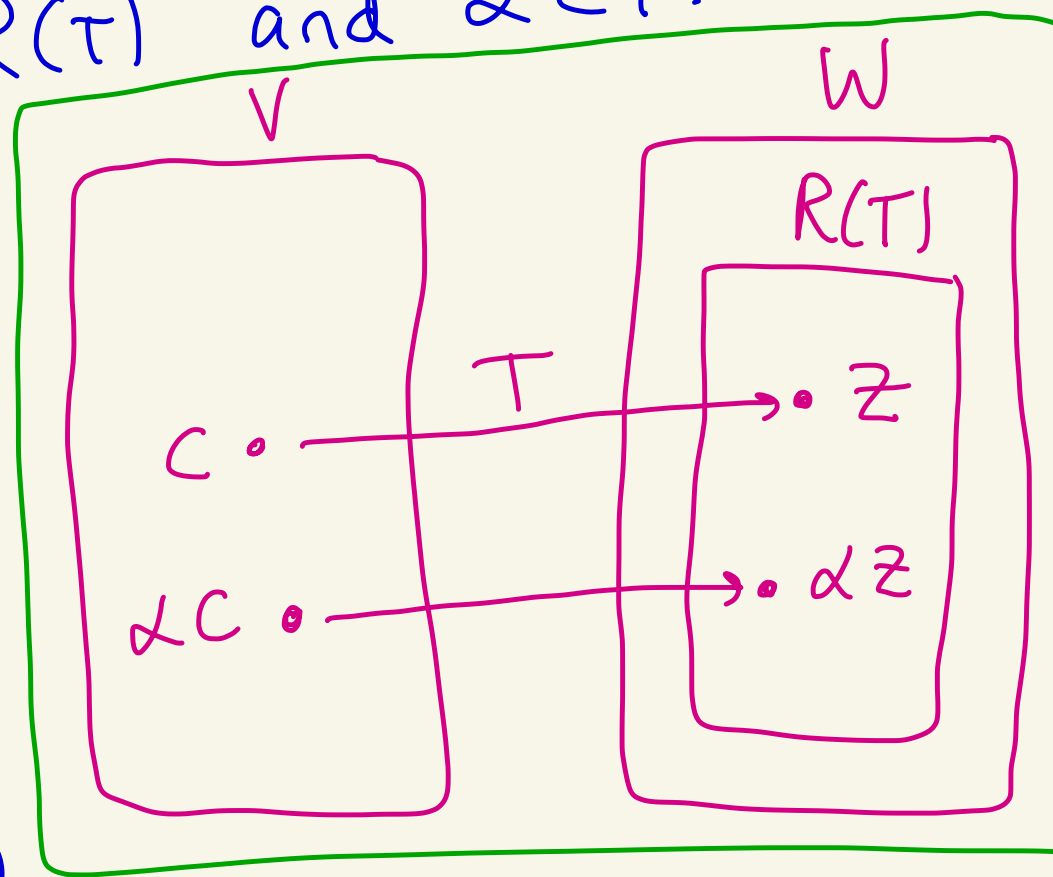 R(T) and α ∈ F.
V W
R(T)
T
C z
αC αz